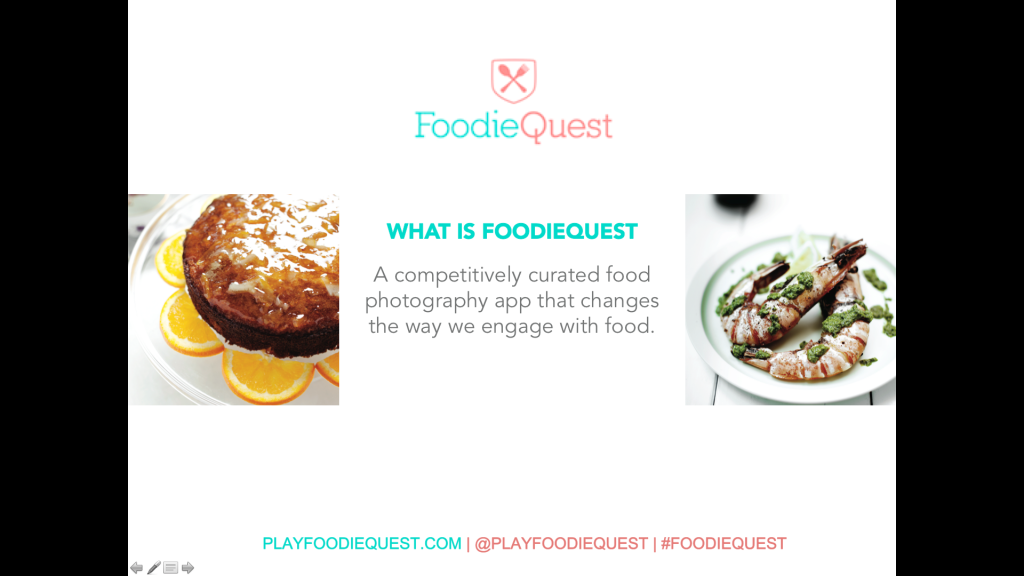 FoodieQuest
WHAT IS FOODIEQUEST
A competitively curated food
photography app that changes
the way we engage with food.
PLAYFOODIEQUEST.COM | @PLAYFOODIEQUEST | #FOODIEQUEST